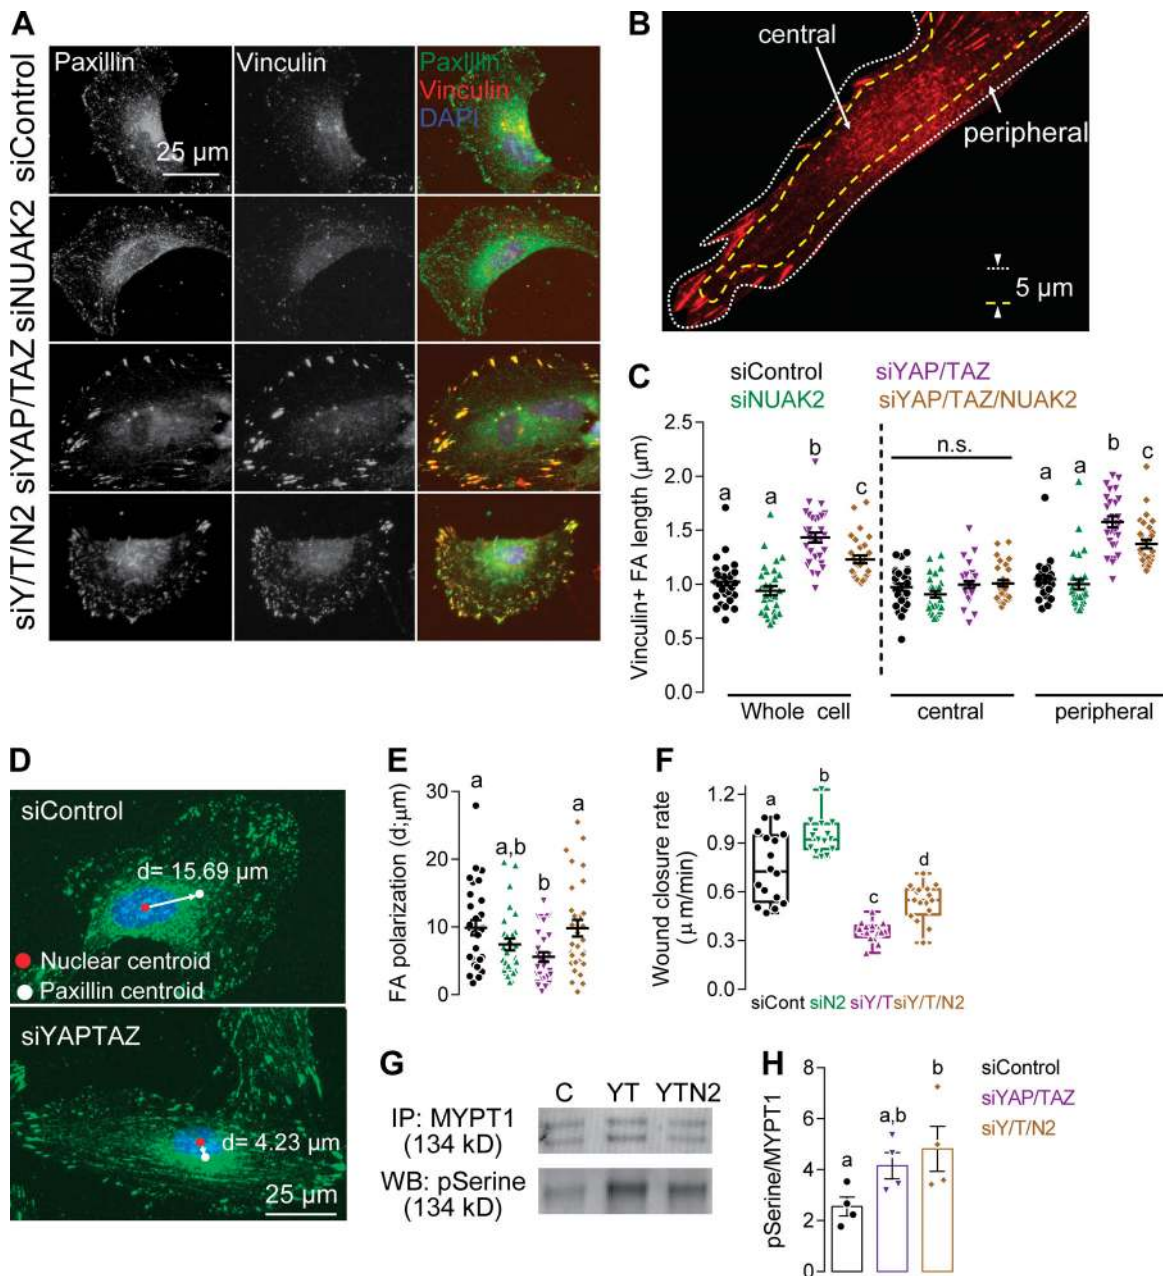 A
siControl
siNUAK2
siYAP/TAZ
siY/T/N2
Paxillin
Vinculin
Paxillin
Vinculin
DAPI
25 µm
B
central
peripheral
5 µm
C
siControl
siYAP/TAZ
siNUAK2
siYAP/TAZ/NUAK2
Vinculin+ FA length (µm)
2.5
2.0
1.5
1.0
0.5
0.0
a
a
b
c
n.s.
a
a
b
c
Whole cell
central
peripheral
D
siControl
d= 15.69 µm
Nuclear centroid
Paxillin centroid
siYAPTAZ
d= 4.23 µm
25 µm
E
FA polarization (d;µm)
30
20
10
0
a
a,b
b
a
F
Wound closure rate
(µm/min)
1.2
0.9
0.6
0.3
0.0
a
b
c
d
siCont
siN2
siY/T
siY/T/N2
G
C
YT
YTN2
IP: MYPT1
(134 kD)
WB: pSerine
(134 kD)
H
pSerine/MYPT1
8
6
4
2
0
a
a,b
b
siControl
siYAP/TAZ
siY/T/N2